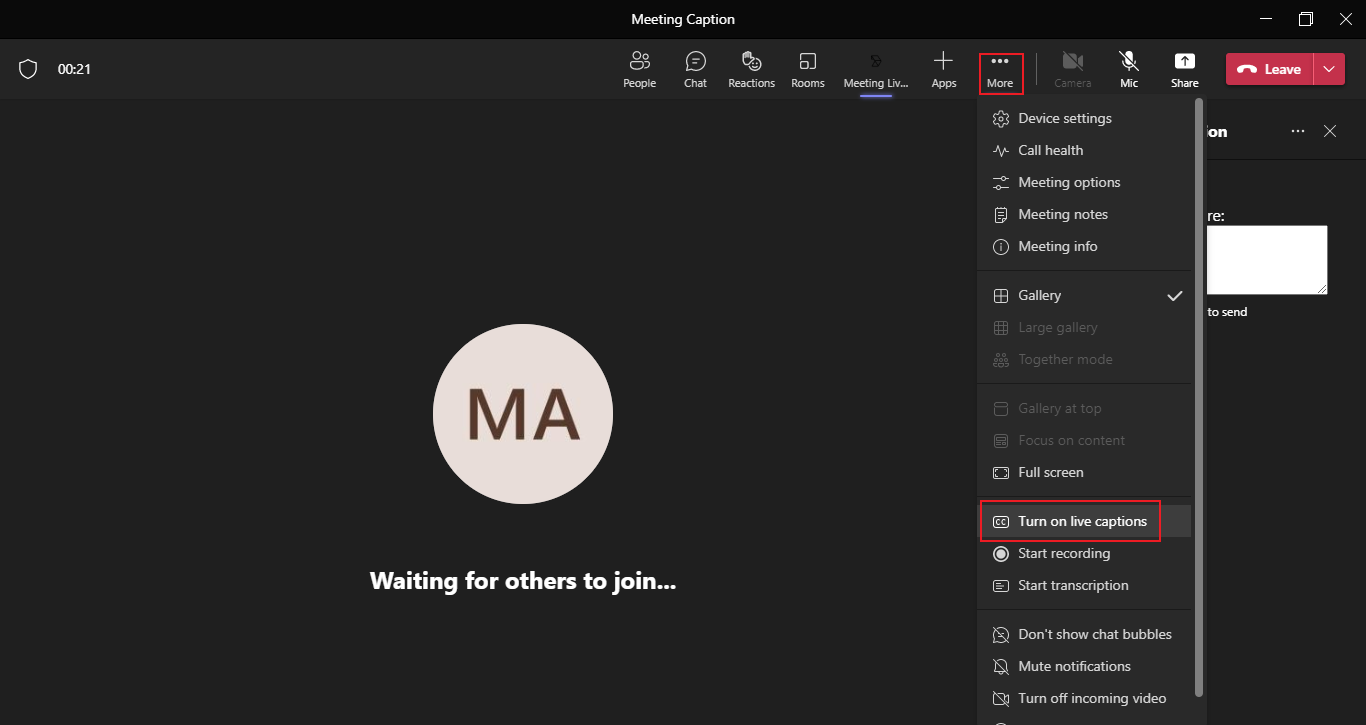 Meeting Caption
00:21
People
Chat
Reactions
Rooms
Meeting Liv...
Apps
More
Camera
Mic
Share
Leave
Device settings
Call health
Meeting options
Meeting notes
Meeting info
Gallery
Large gallery
Together mode
Gallery at top
Focus on content
Full screen
CC Turn on live captions
Start recording
Start transcription
Don't show chat bubbles
Mute notifications
Turn off incoming video
ion
re:
to send
MA
Waiting for others to join...